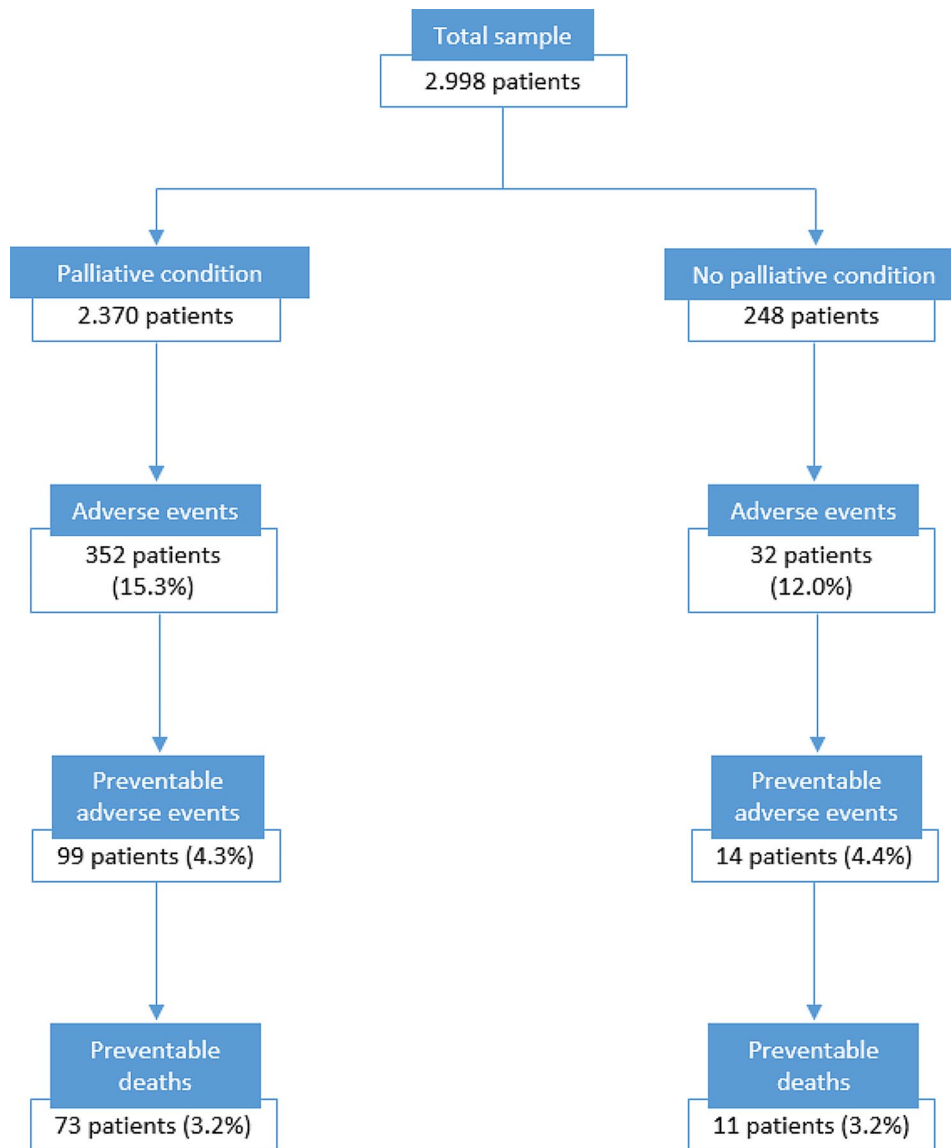 Total sample
2.998 patients
Palliative condition
2.370 patients
No palliative condition
248 patients
Adverse events
352 patients
(15.3%)
Adverse events
32 patients
(12.0%)
Preventable
adverse events
99 patients (4.3%)
Preventable
adverse events
14 patients (4.4%)
Preventable
deaths
73 patients (3.2%)
Preventable
deaths
11 patients (3.2%)